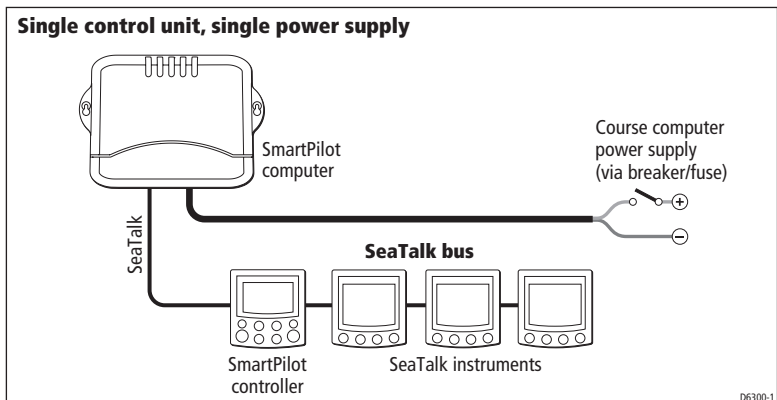 Single control unit, single power supply
SmartPilot
computer
Course computer
power supply
(via breaker/fuse)
+
−
SeaTalk
SeaTalk bus
SmartPilot
controller
SeaTalk instruments
D6300-1